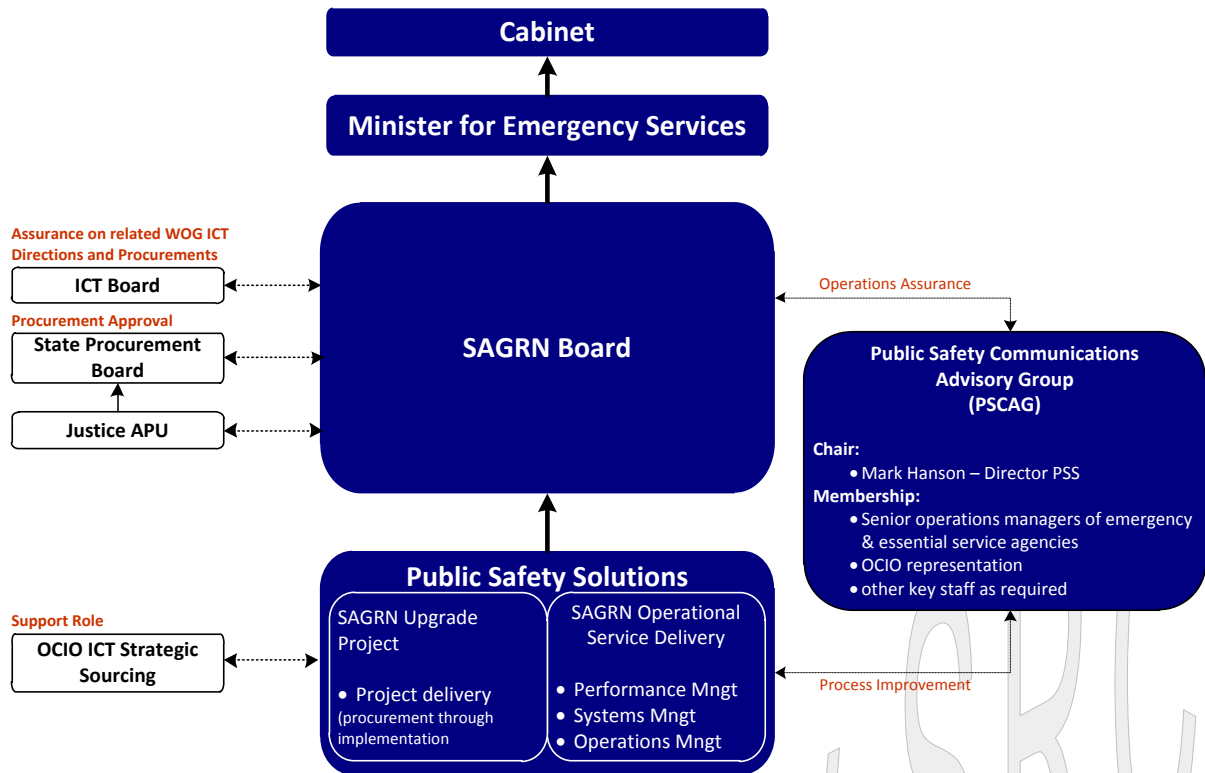 Cabinet
Minister for Emergency Services
Assurance on related WOG ICT
Directions and Procurements
ICT Board
Procurement Approval
State Procurement
Board
Justice APU
SAGRN Board
Operations Assurance
Public Safety Communications
Advisory Group
(PSCAG)
Chair:
• Mark Hanson – Director PSS
Membership:
• Senior operations managers of emergency
& essential service agencies
• OCIO representation
• other key staff as required
Process Improvement
Support Role
OCIO ICT Strategic
Sourcing
Public Safety Solutions
SAGRN Upgrade
Project
• Project delivery
(procurement through
implementation
SAGRN Operational
Service Delivery
• Performance Mngt
• Systems Mngt
• Operations Mngt